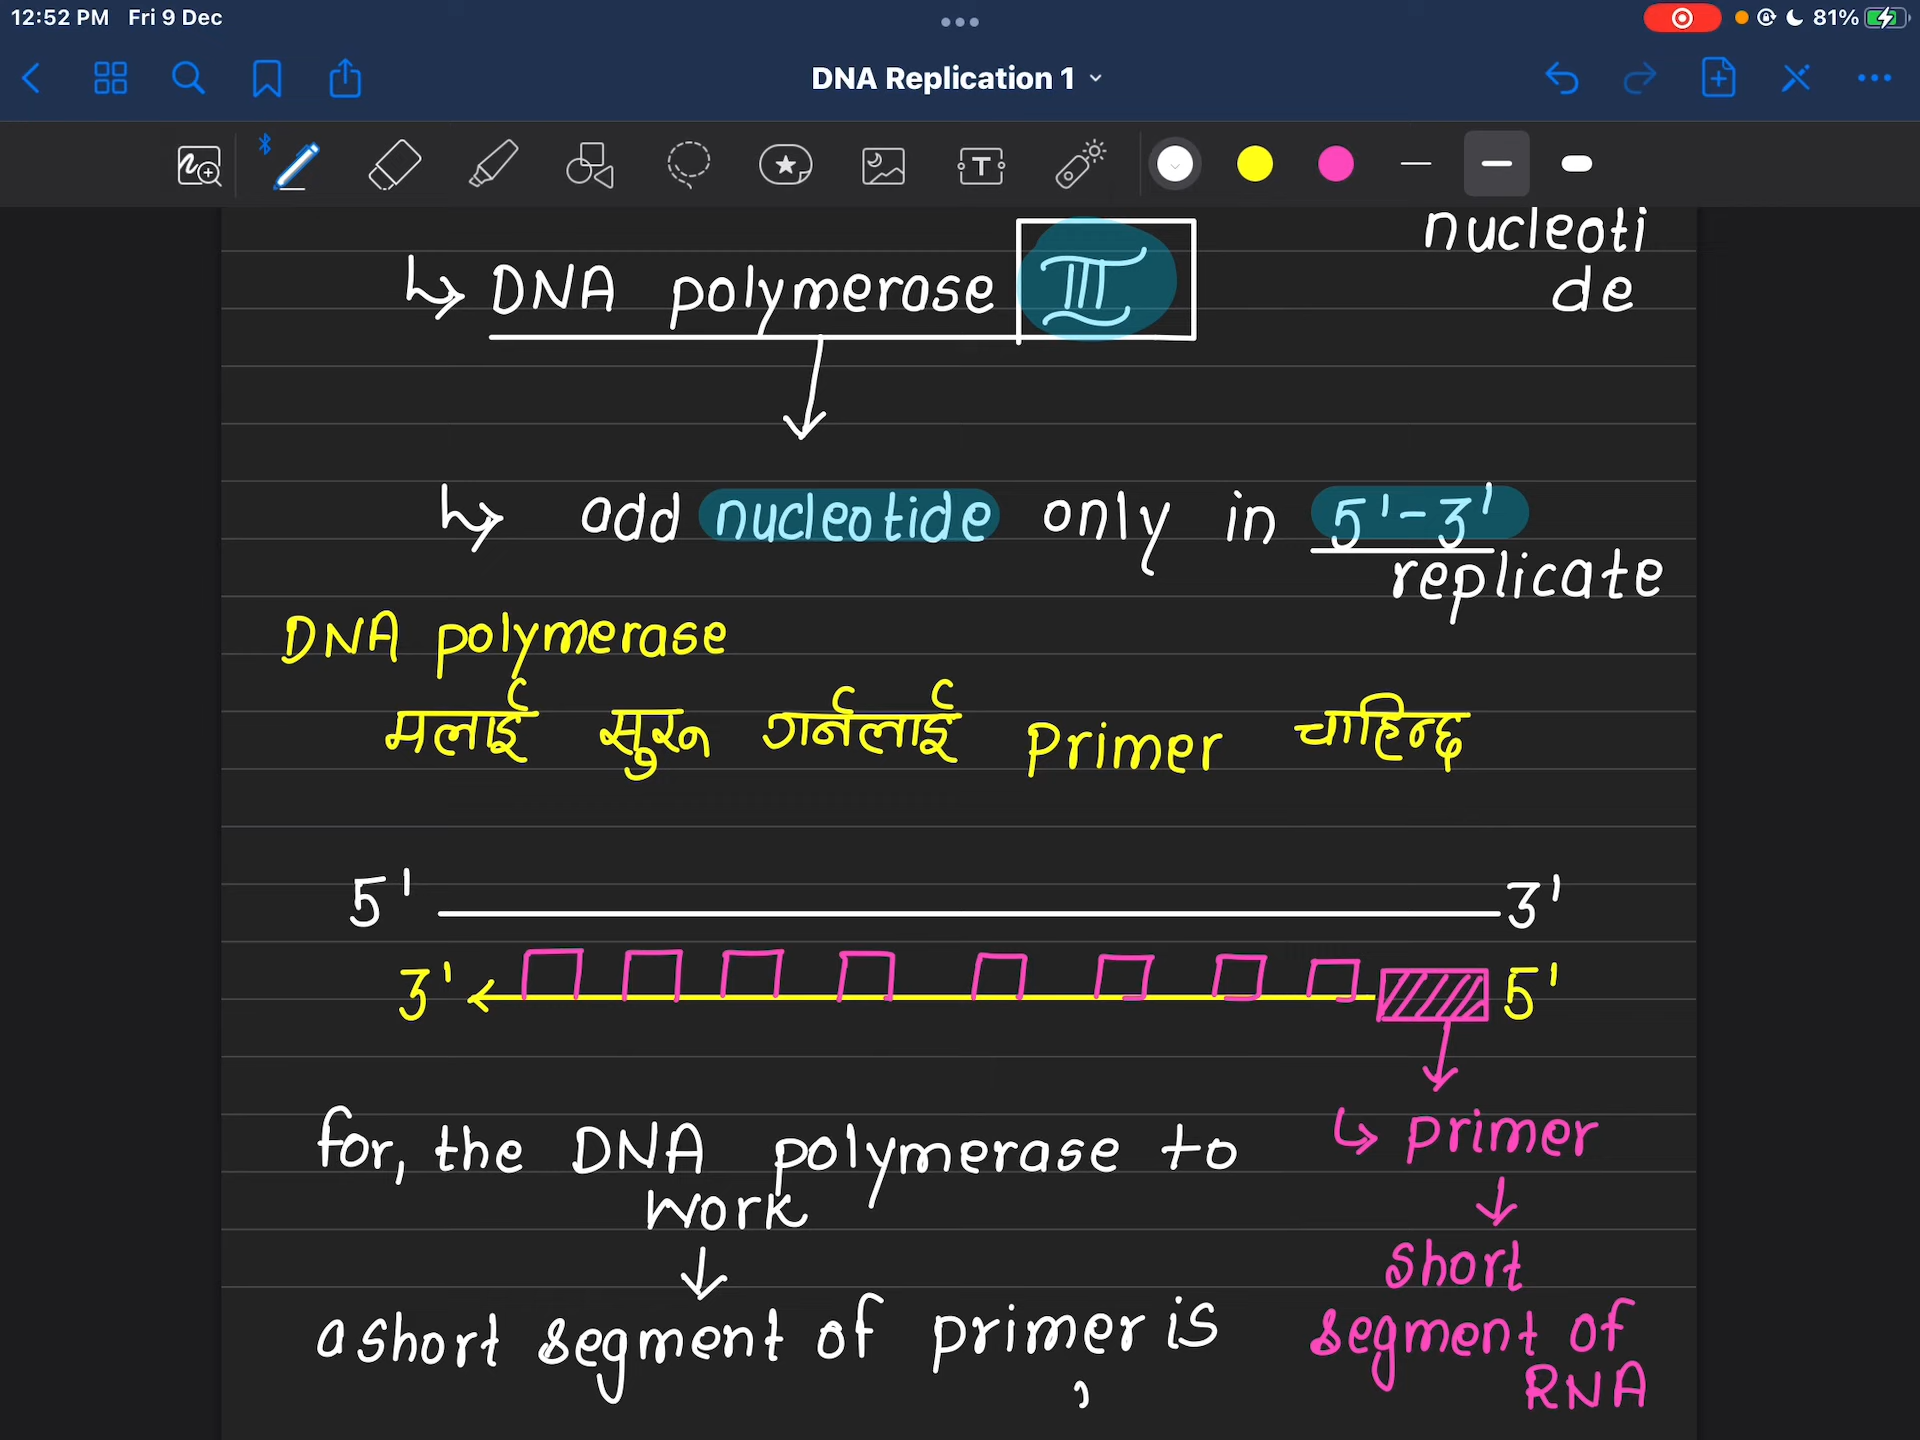 12:52 PM Fri 9 Dec
81%
DNA Replication 1
nucleoti
de
↳ DNA polymerase III
↳ add nucleotide only in 5'-3'
replicate
DNA polymerase
मलाई सुरु गर्नलाई primer चाहिन्छ
5' 3'
3' 5'
for, the DNA polymerase to
work
↳ primer
↓
short
segment of
RNA
↓
a short segment of primer is
,